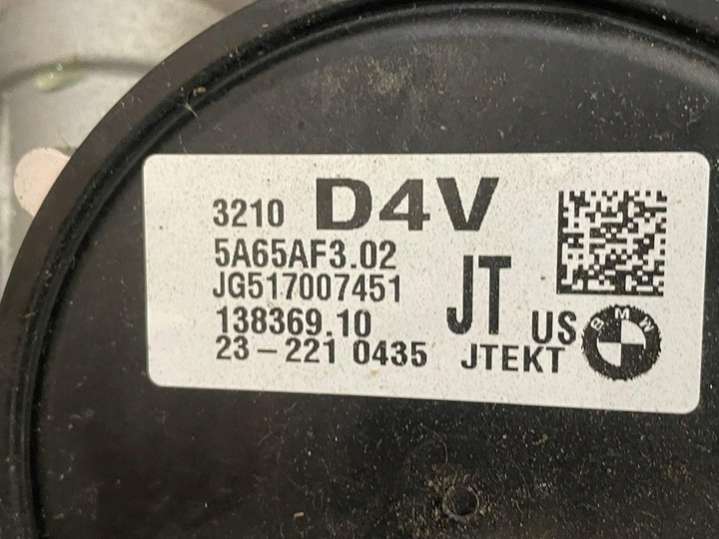 3210 D4V
5A65AF3.02
JG517007451
138369.10
23-221 0435
JT
US
JTEKT
BMW